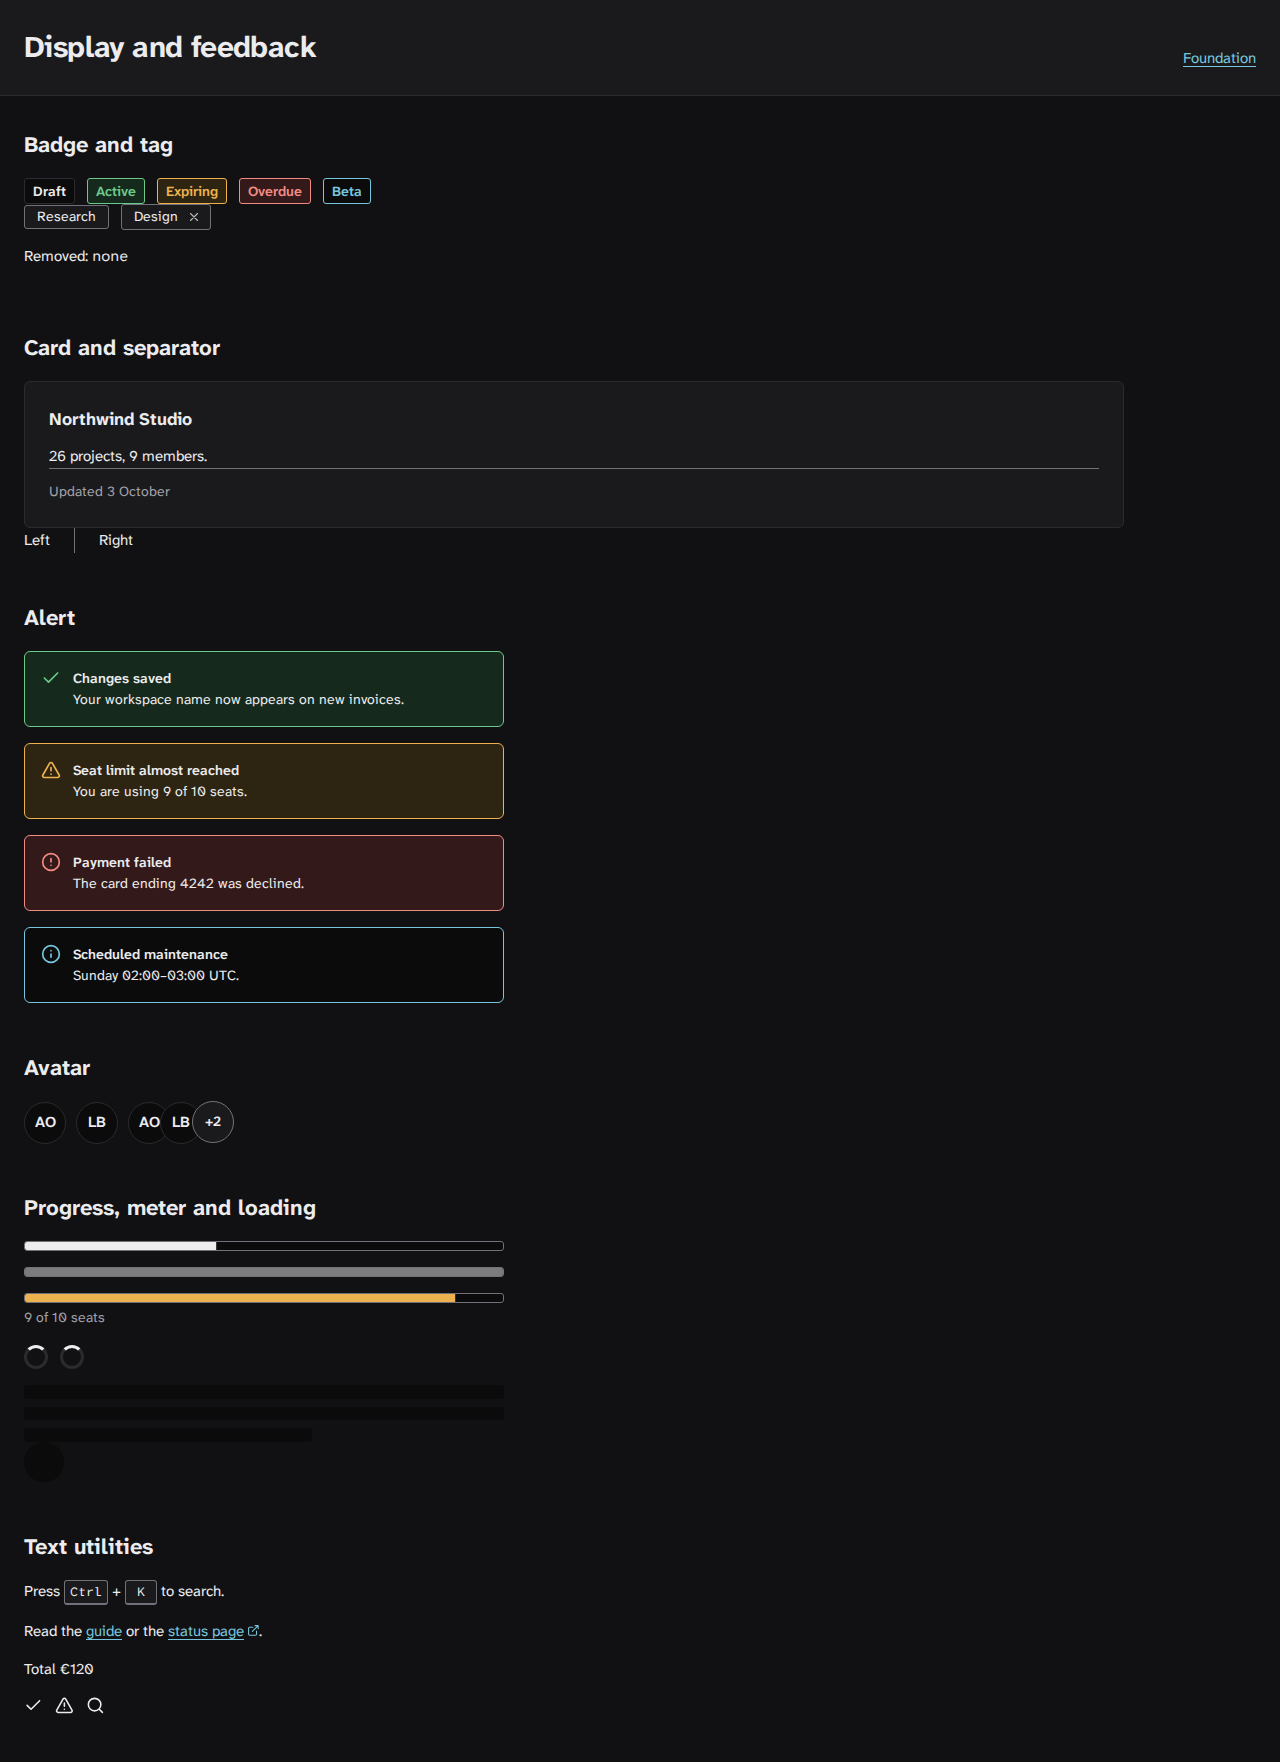 Display and feedback
Foundation
Badge and tag
Draft Active Expiring Overdue Beta
Research Design
Removed: none
Card and separator
Northwind Studio
26 projects, 9 members.
Updated 3 October
Left Right
Alert
Changes saved
Your workspace name now appears on new invoices.
Seat limit almost reached
You are using 9 of 10 seats.
Payment failed
The card ending 4242 was declined.
Scheduled maintenance
Sunday 02:00–03:00 UTC.
Avatar
AO LB AO LB +2
Progress, meter and loading
9 of 10 seats
Text utilities
Press Ctrl + K to search.
Read the guide or the status page.
Total €120